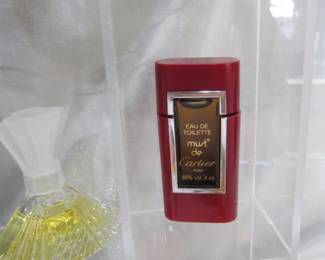 EAU DE
TOILETTE
must
de
Cartier
PARIS